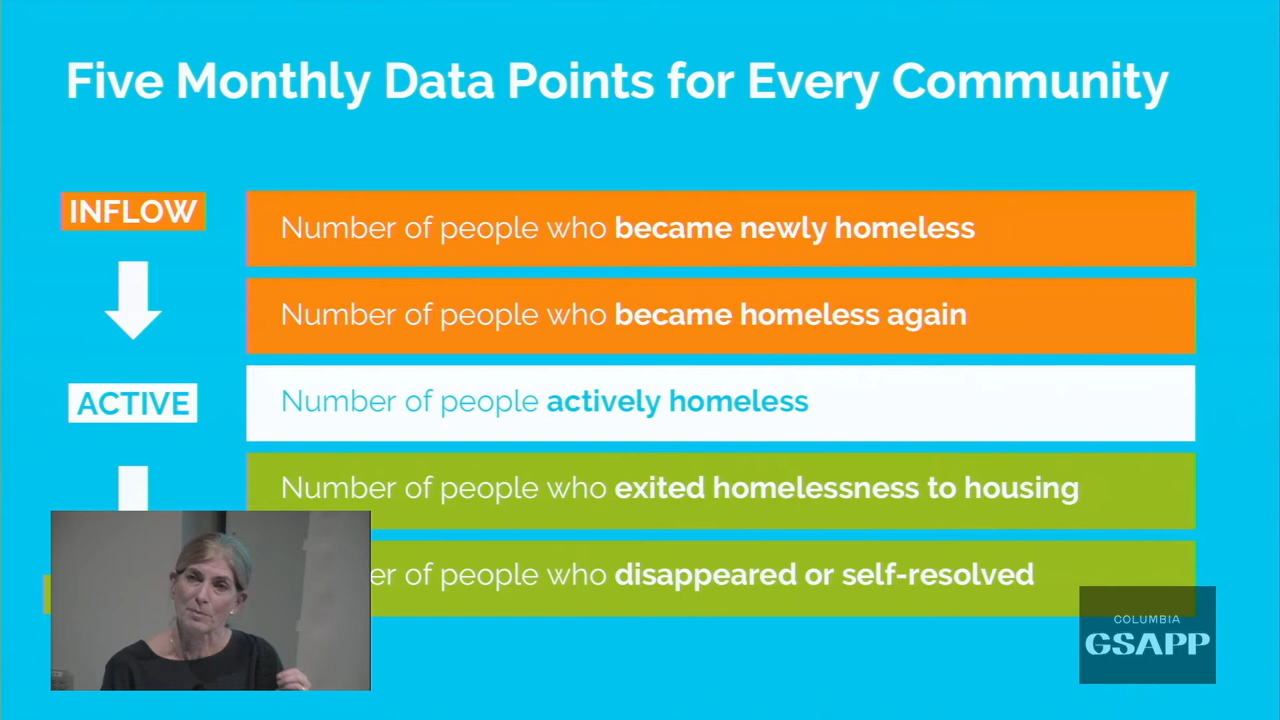 Five Monthly Data Points for Every Community
INFLOW
Number of people who became newly homeless
Number of people who became homeless again
ACTIVE
Number of people actively homeless
Number of people who exited homelessness to housing
of people who disappeared or self-resolved
COLUMBIA
GSAPP